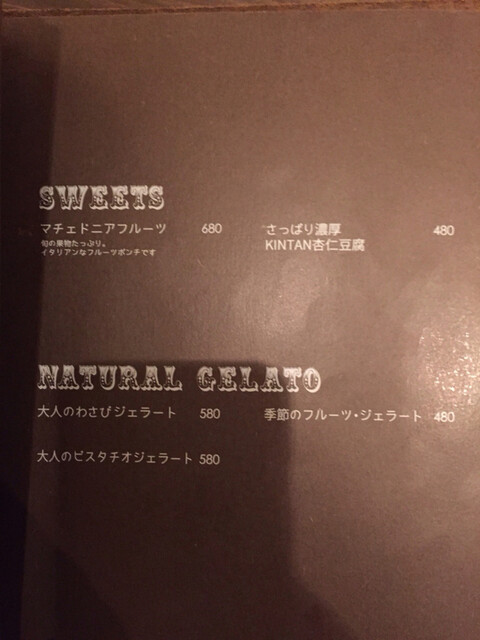 SWEETS
マチェドニアフルーツ 680
旬の果物たっぷり。
イタリアンなフルーツポンチです
さっぱり濃厚 480
KINTAN杏仁豆腐
NATURAL GELATO
大人のわさびジェラート 580
季節のフルーツ・ジェラート 480
大人のピスタチオジェラート 580